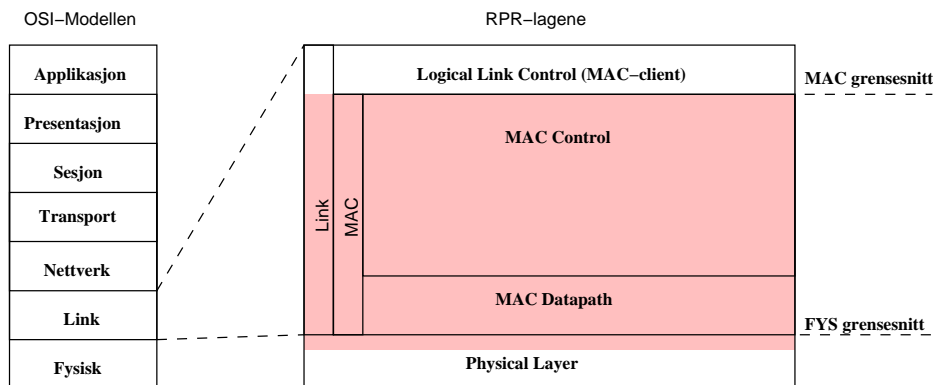 OSI−Modellen
Applikasjon
Presentasjon
Sesjon
Transport
Nettverk
Link
Fysisk
RPR−lagene
Logical Link Control (MAC−client)
MAC grensesnitt
MAC Control
Link
MAC
MAC Datapath
FYS grensesnitt
Physical Layer